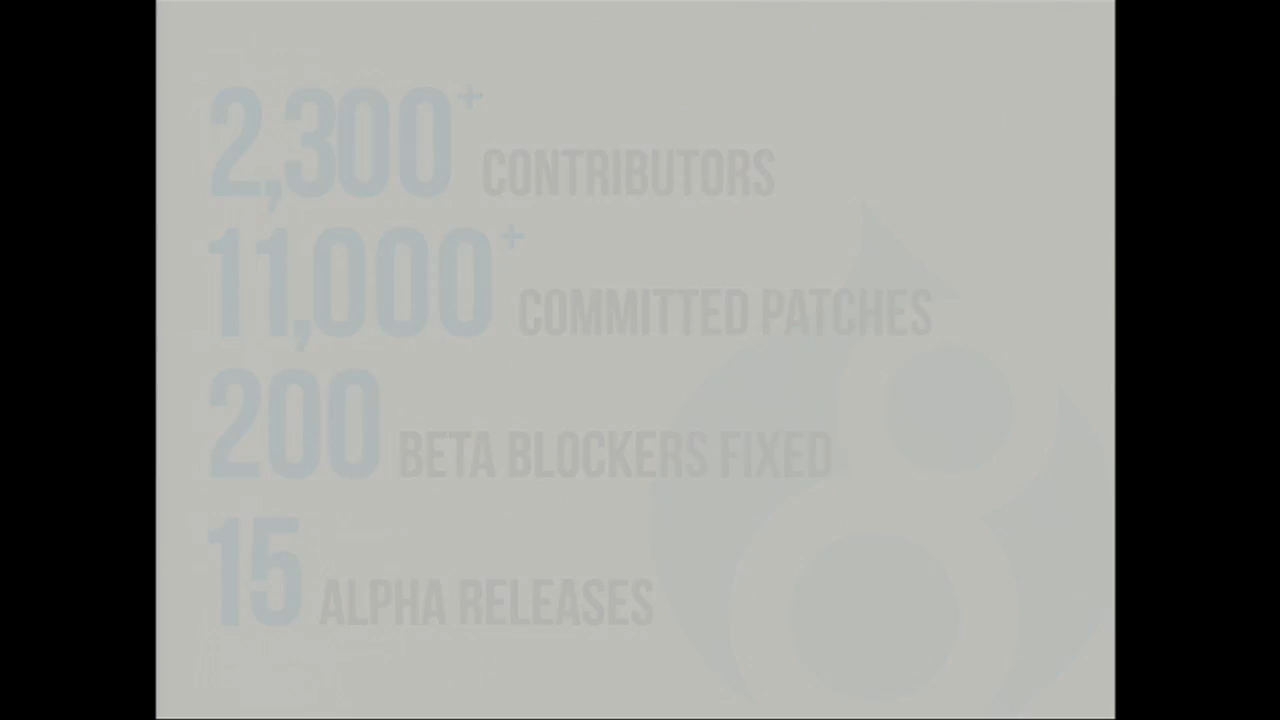 2,300+ CONTRIBUTORS
11,000+ COMMITTED PATCHES
200 BETA BLOCKERS FIXED
15 ALPHA RELEASES